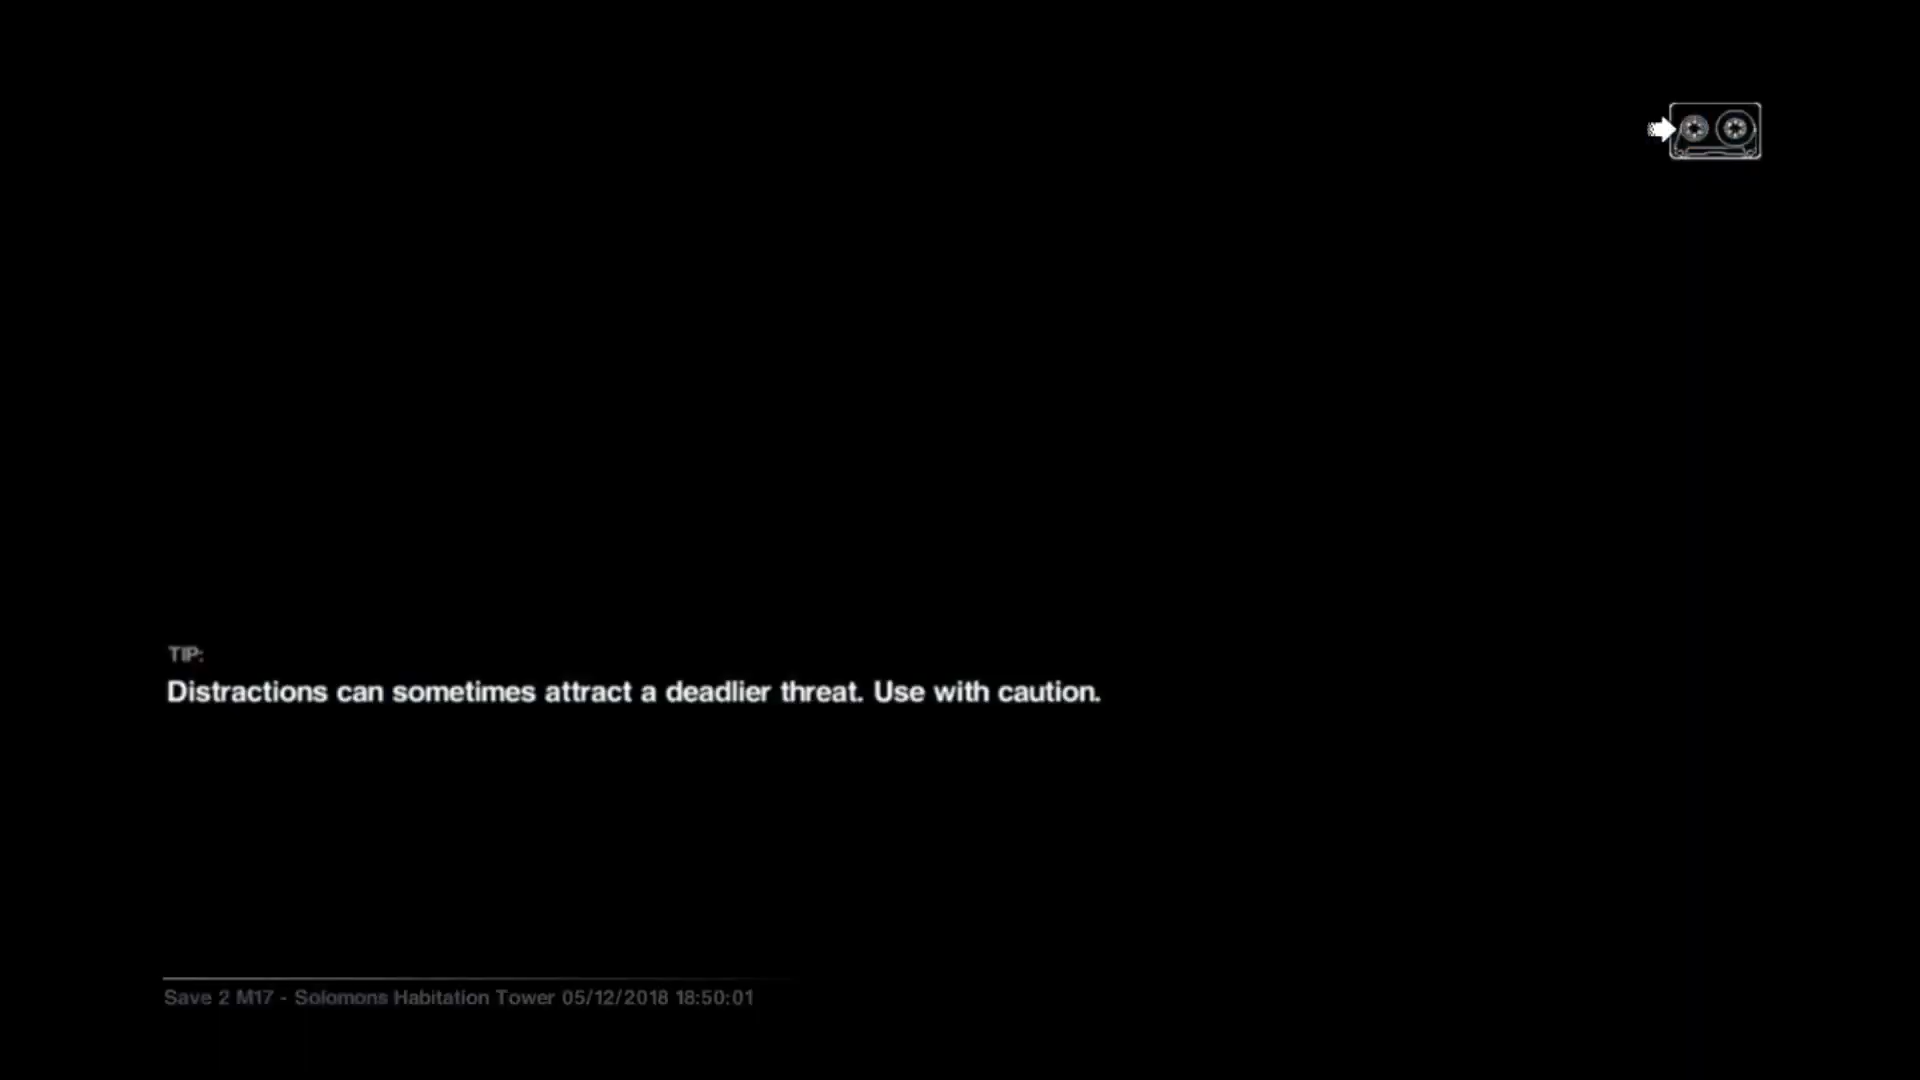 TIP:
Distractions can sometimes attract a deadlier threat. Use with caution.
Save 2 M17 - Solomons Habitation Tower 05/12/2018 18:50:01